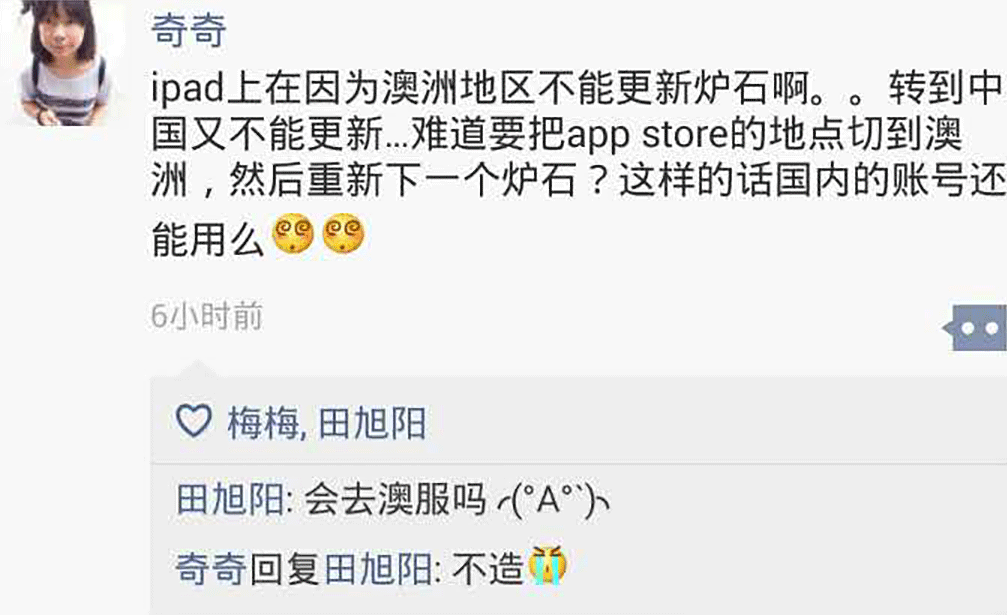 奇奇
ipad上在因为澳洲地区不能更新炉石啊。。转到中
国又不能更新...难道要把app store的地点切到澳
洲，然后重新下一个炉石？这样的话国内的账号还
能用么
6小时前
梅梅, 田旭阳
田旭阳: 会去澳服吗╭(°A°`)╮
奇奇回复田旭阳: 不造